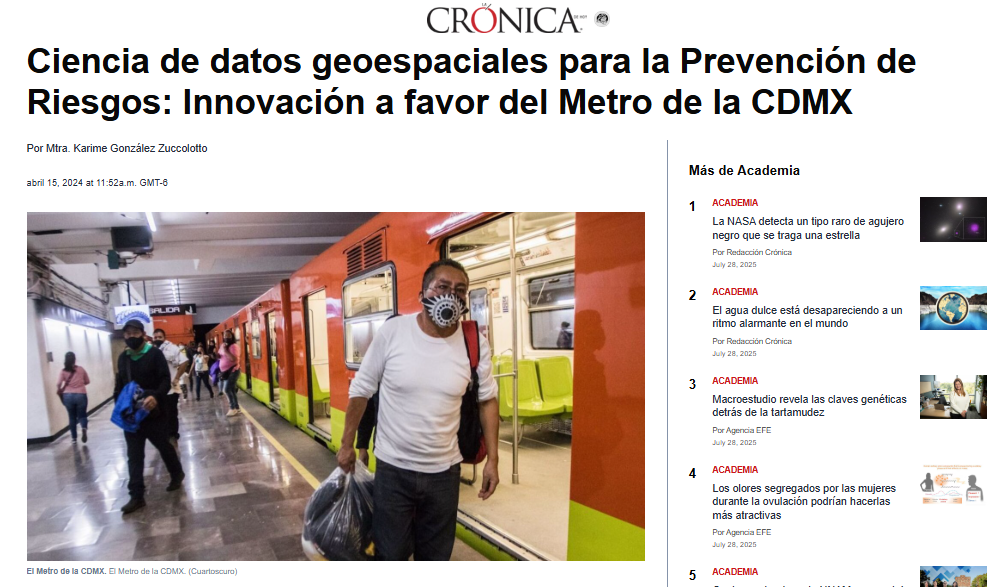 LA
CRÓNICA
DE HOY
Ciencia de datos geoespaciales para la Prevención de
Riesgos: Innovación a favor del Metro de la CDMX
Por Mtra. Karime González Zuccolotto
abril 15, 2024 at 11:52a.m. GMT-6
SALIDA
El Metro de la CDMX. El Metro de la CDMX. (Cuartoscuro)
Más de Academia
1
ACADEMIA
La NASA detecta un tipo raro de agujero
negro que se traga una estrella
Por Redacción Crónica
July 28, 2025
2
ACADEMIA
El agua dulce está desapareciendo a un
ritmo alarmante en el mundo
Por Redacción Crónica
July 28, 2025
3
ACADEMIA
Macroestudio revela las claves genéticas
detrás de la tartamudez
Por Agencia EFE
July 28, 2025
4
ACADEMIA
Los olores segregados por las mujeres
durante la ovulación podrían hacerlas
más atractivas
Por Agencia EFE
July 28, 2025
5
ACADEMIA